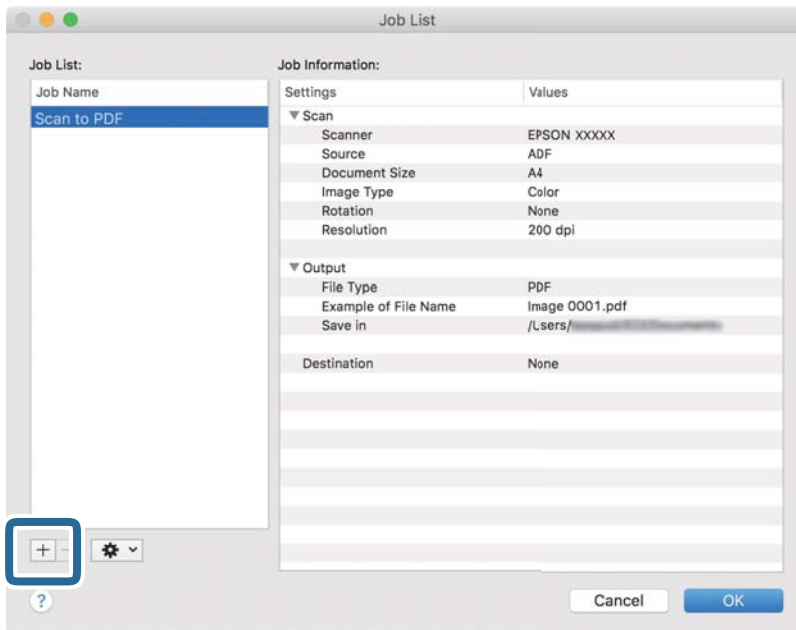 Job List
Job List:
Job Information:
Job Name
Settings Values
Scan to PDF
Scan
Scanner EPSON XXXXX
Source ADF
Document Size A4
Image Type Color
Rotation None
Resolution 200 dpi
Output
File Type PDF
Example of File Name Image 0001.pdf
Save in /Users/
Destination None
+ -
?
Cancel OK